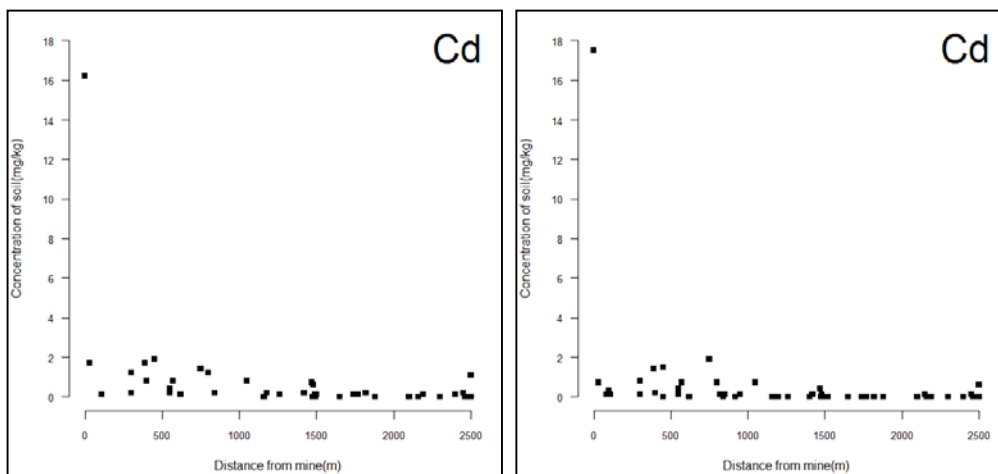 Cd
18
16
14
12
10
8
6
4
2
0
Concentration of soil(mg/kg)
0 500 1000 1500 2000 2500
Distance from mine(m)
Cd
18
16
14
12
10
8
6
4
2
0
Concentration of soil(mg/kg)
0 500 1000 1500 2000 2500
Distance from mine(m)